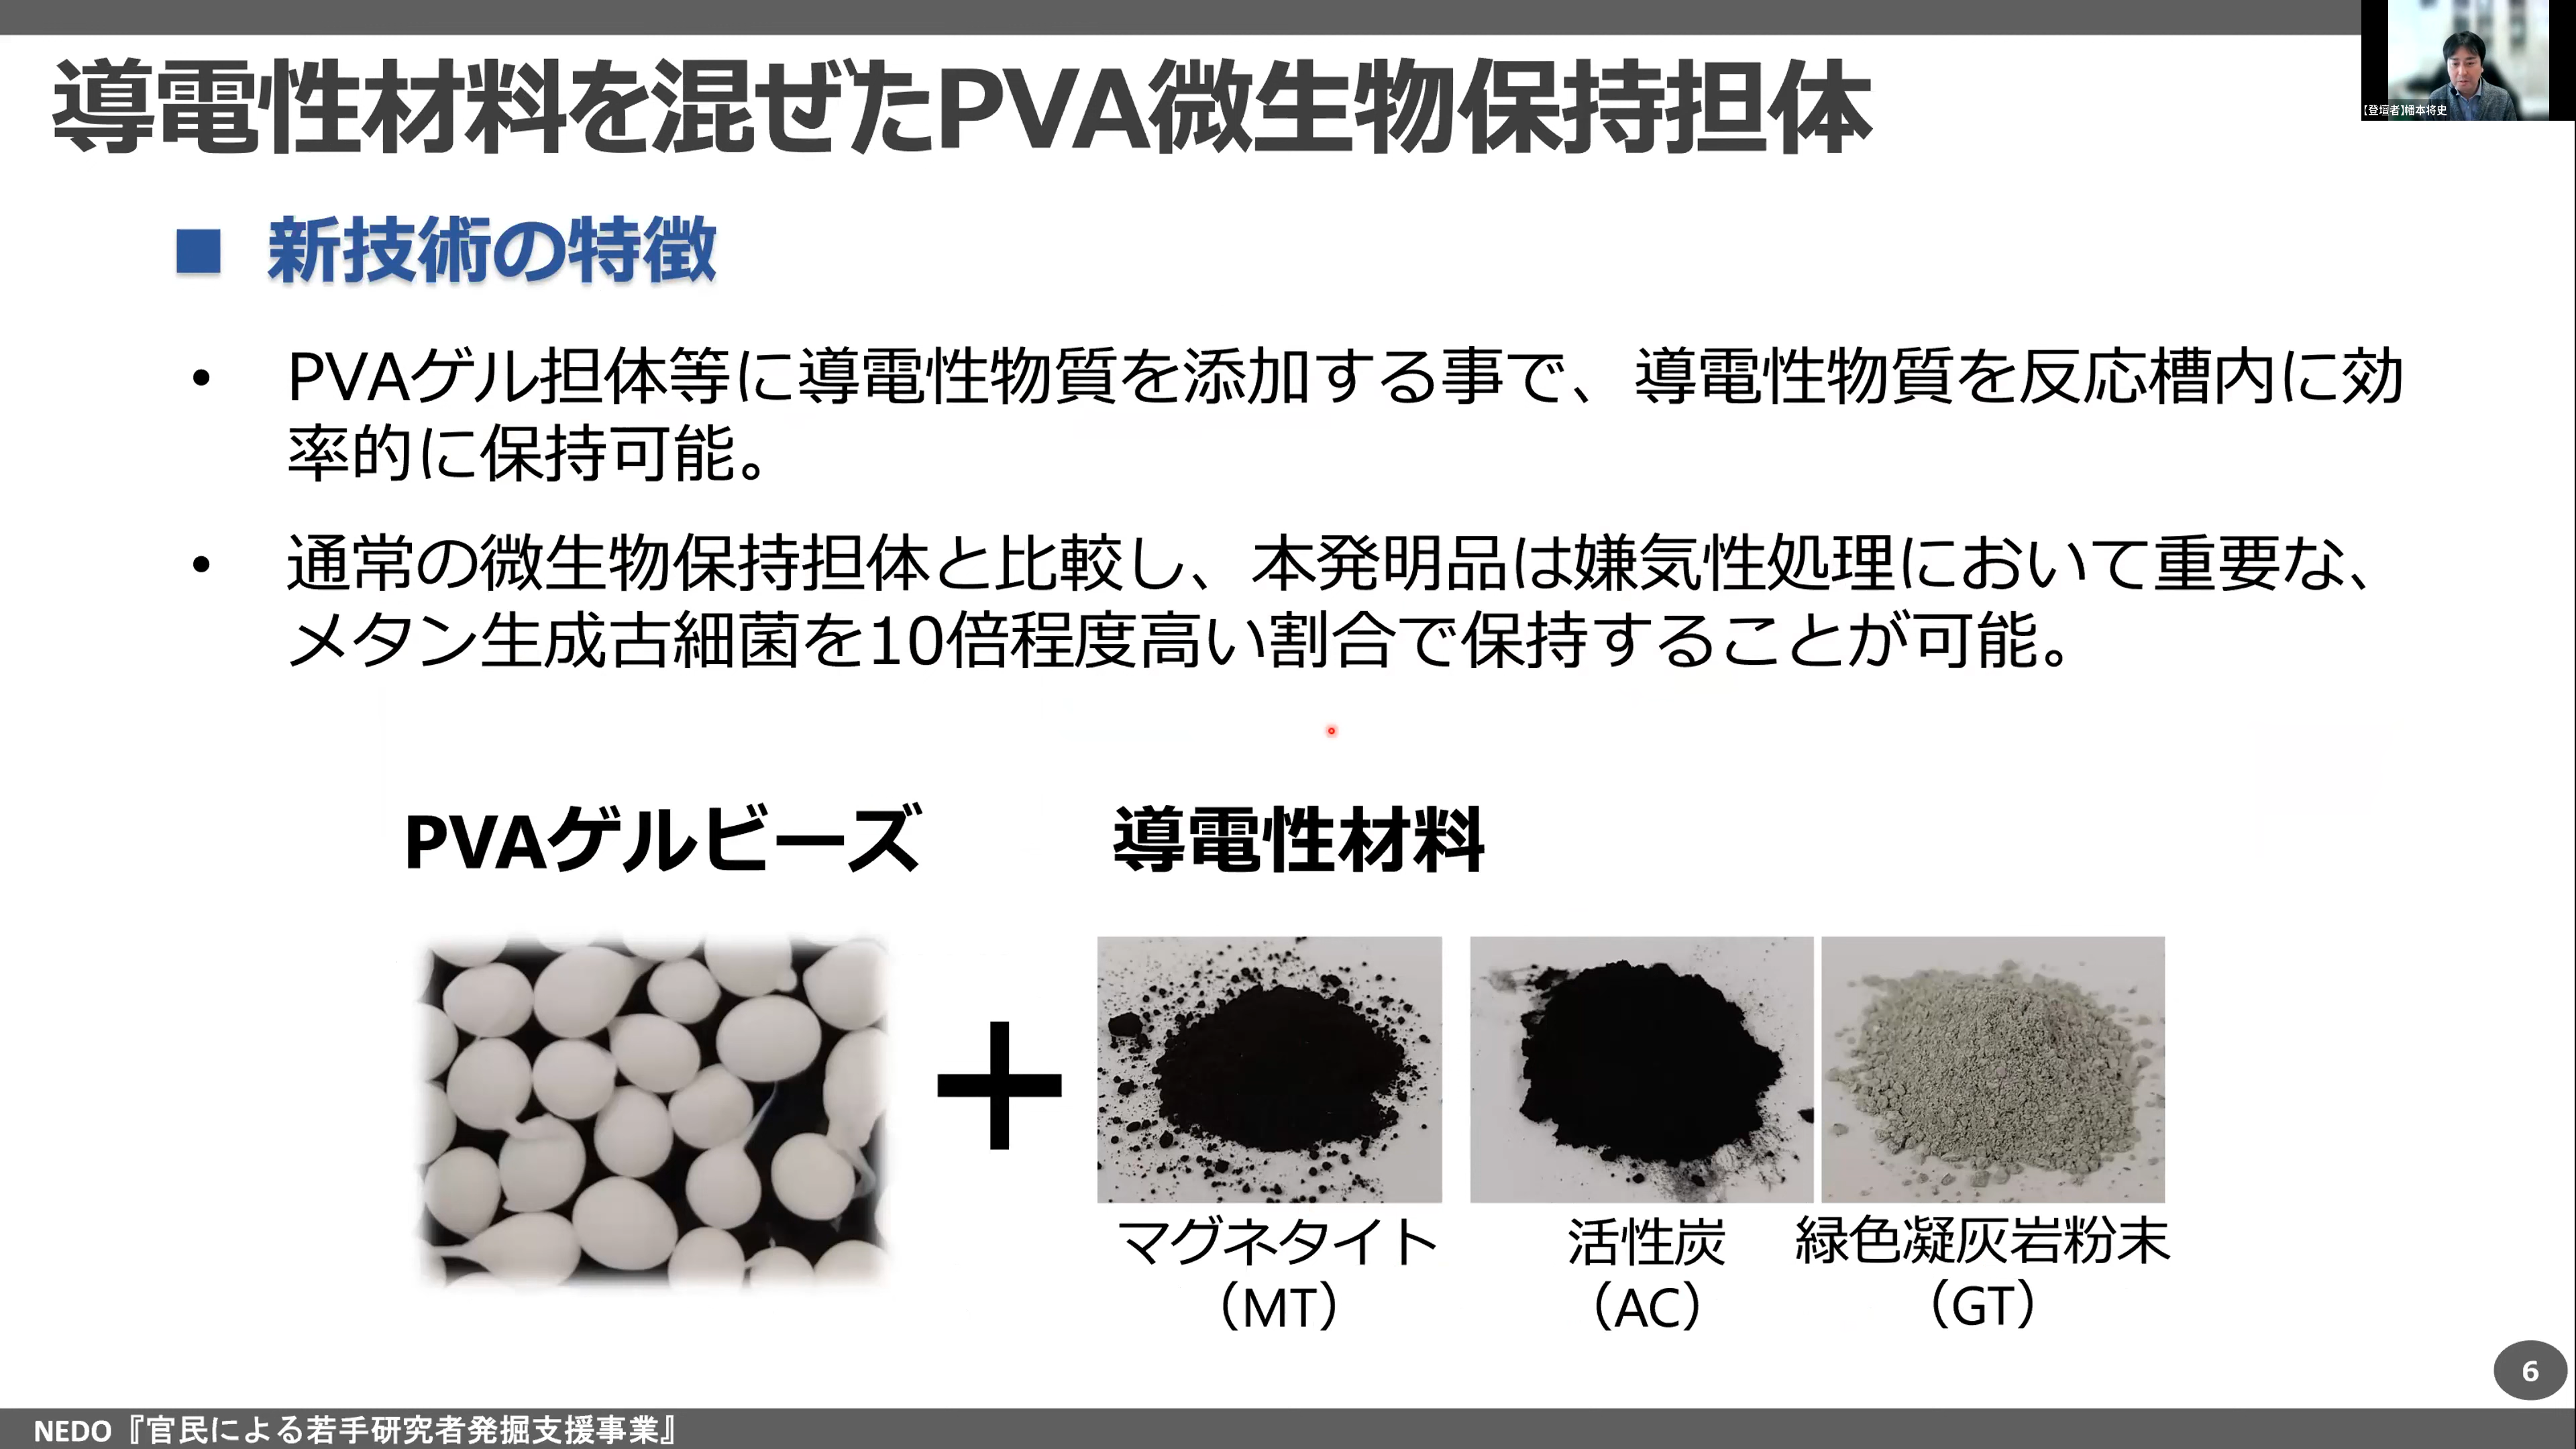 導電性材料を混ぜたPVA微生物保持担体
【登壇者】幡本将史
■ 新技術の特徴
• PVAゲル担体等に導電性物質を添加する事で、導電性物質を反応槽内に効
率的に保持可能。
• 通常の微生物保持担体と比較し、本発明品は嫌気性処理において重要な、
メタン生成古細菌を10倍程度高い割合で保持することが可能。
PVAゲルビーズ
導電性材料
+
マグネタイト
（MT）
活性炭
（AC）
緑色凝灰岩粉末
（GT）
6
NEDO『官民による若手研究者発掘支援事業』